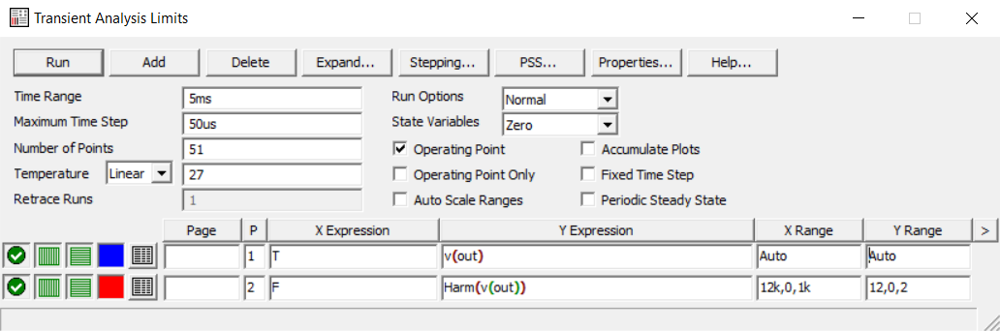 Transient Analysis Limits
Run Add Delete Expand... Stepping... PSS... Properties... Help...
Time Range 5ms Run Options Normal
Maximum Time Step 50us State Variables Zero
Number of Points 51 Operating Point Accumulate Plots
Temperature Linear 27 Operating Point Only Fixed Time Step
Retrace Runs 1 Auto Scale Ranges Periodic Steady State
Page P X Expression Y Expression X Range Y Range >
1 T v(out) Auto Auto
2 F Harm(v(out)) 12k,0,1k 12,0,2